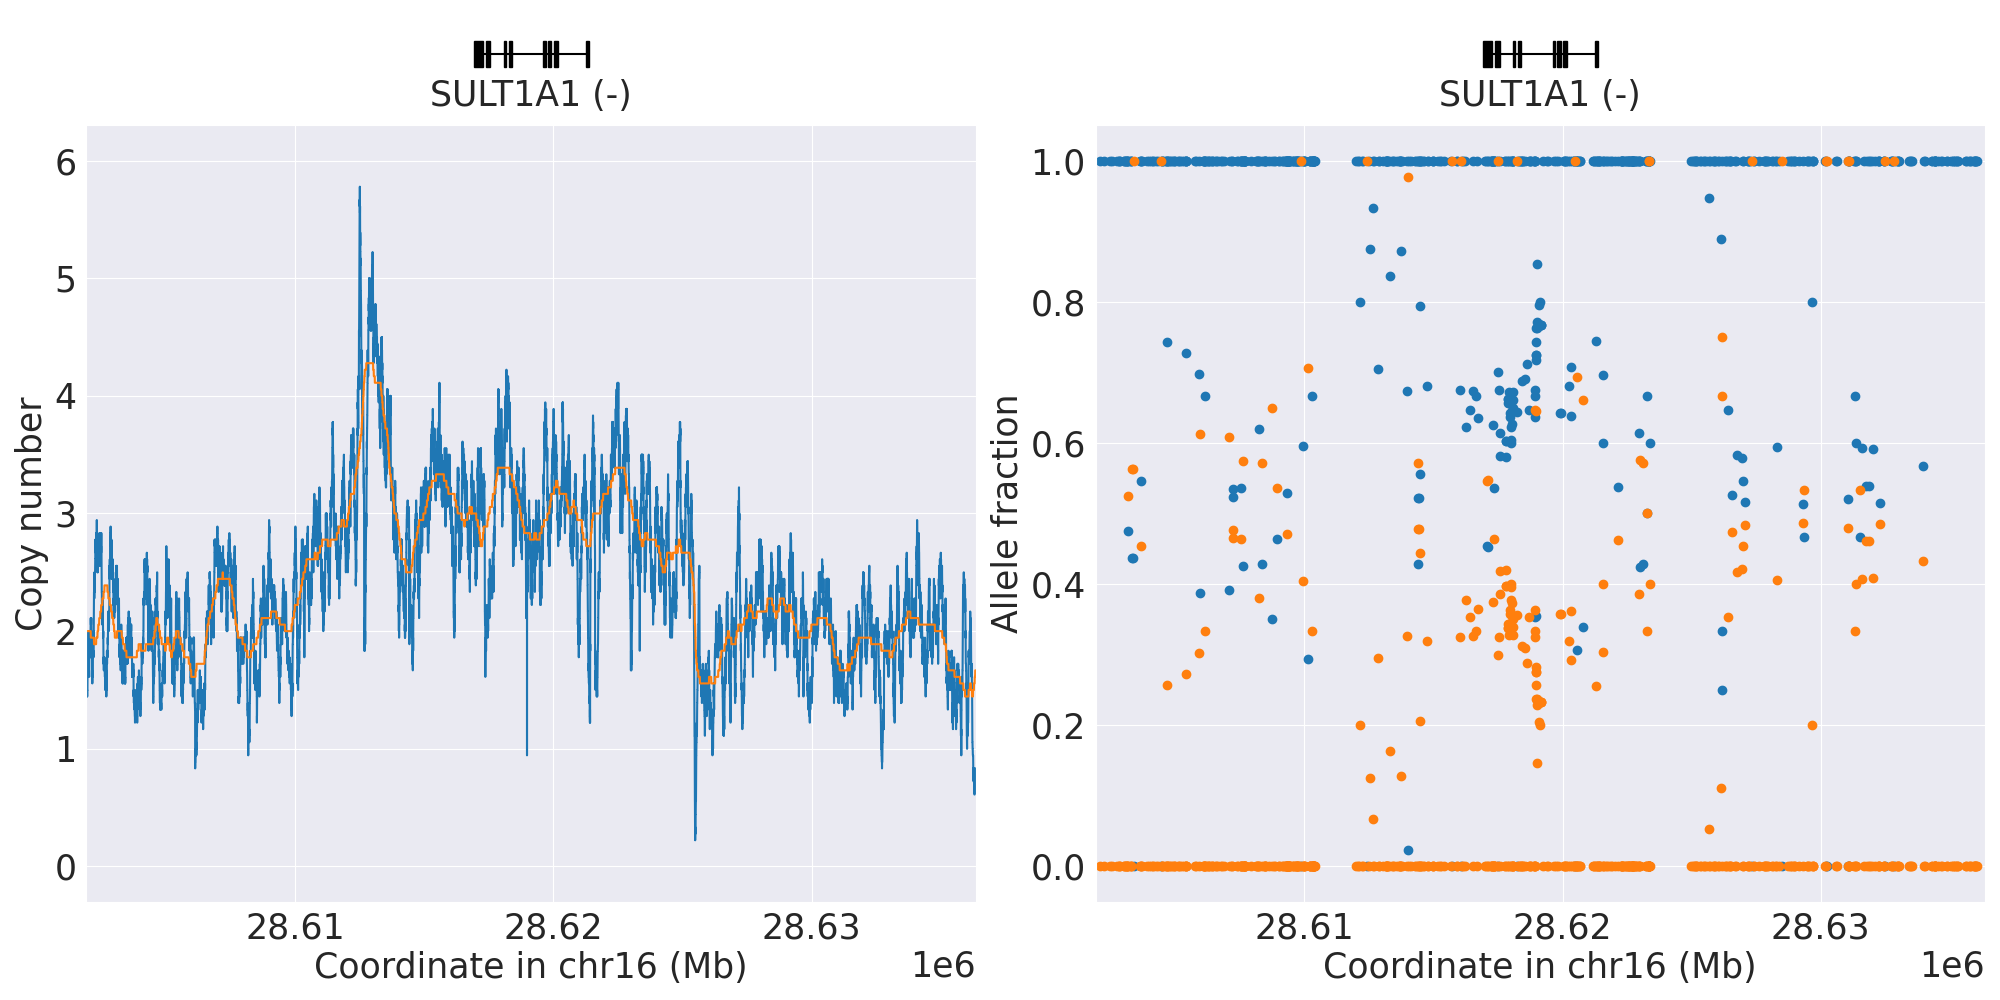 SULT1A1 (-)
Copy number
6
5
4
3
2
1
0
28.61
28.62
28.63
Coordinate in chr16 (Mb)
1e6
SULT1A1 (-)
Allele fraction
1.0
0.8
0.6
0.4
0.2
0.0
28.61
28.62
28.63
Coordinate in chr16 (Mb)
1e6